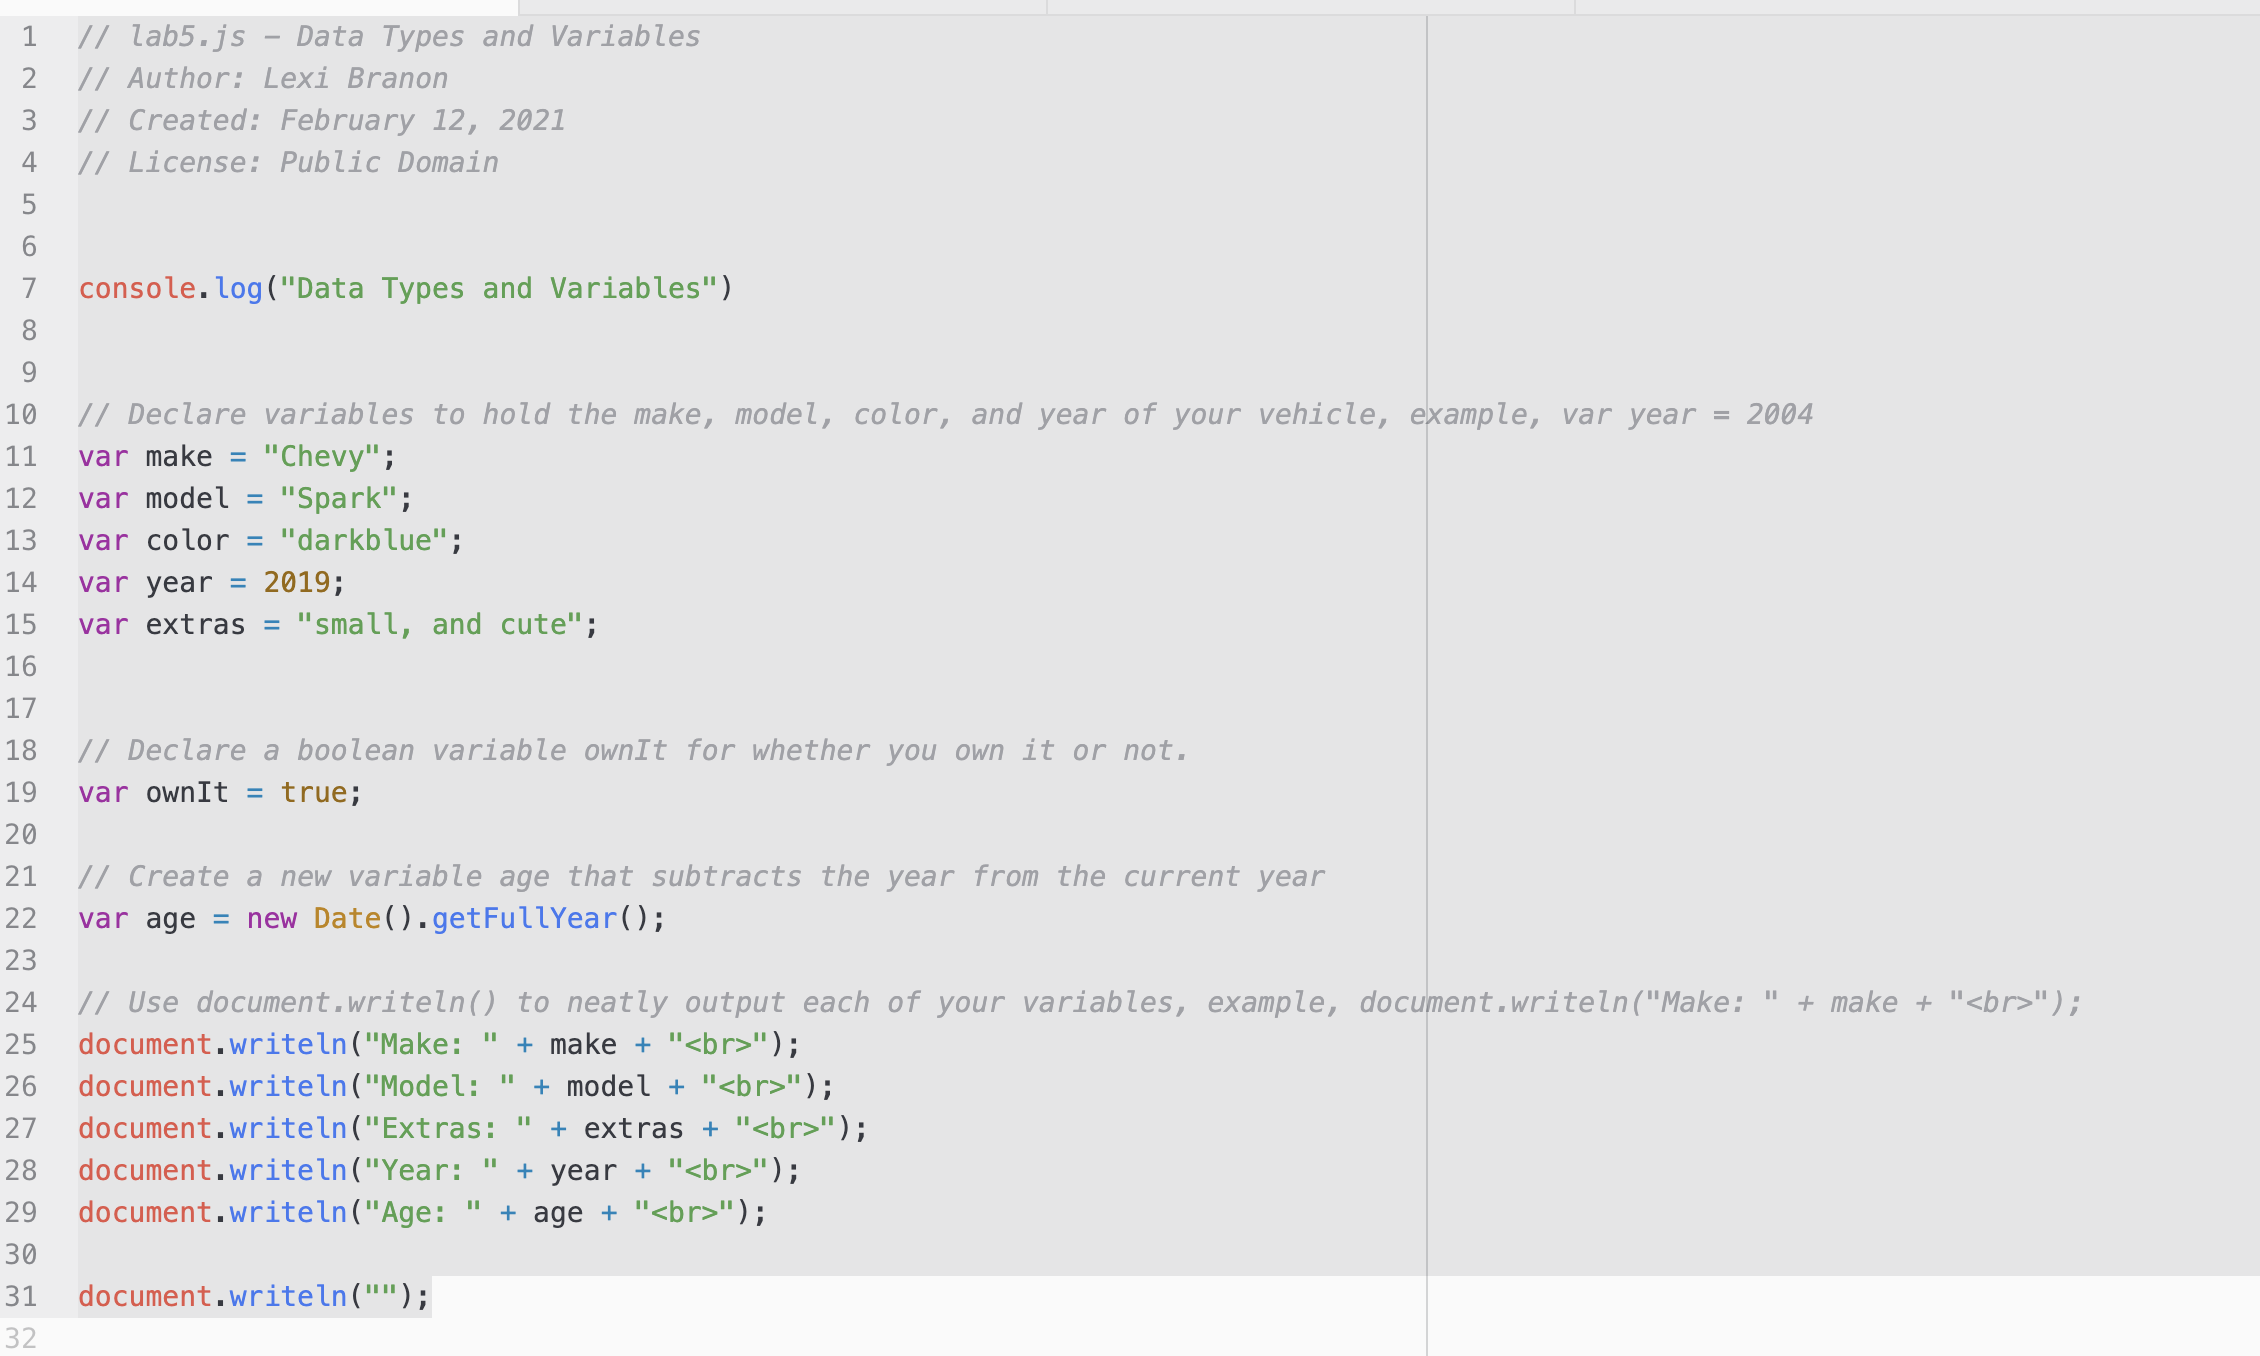 1 // lab5.js – Data Types and Variables
2 // Author: Lexi Branon
3 // Created: February 12, 2021
4 // License: Public Domain
5
6
7 console.log("Data Types and Variables")
8
9
10 // Declare variables to hold the make, model, color, and year of your vehicle, example, var year = 2004
11 var make = "Chevy";
12 var model = "Spark";
13 var color = "darkblue";
14 var year = 2019;
15 var extras = "small, and cute";
16
17
18 // Declare a boolean variable ownIt for whether you own it or not.
19 var ownIt = true;
20
21 // Create a new variable age that subtracts the year from the current year
22 var age = new Date().getFullYear();
23
24 // Use document.writeln() to neatly output each of your variables, example, document.writeln("Make: " + make + "<br>");
25 document.writeln("Make: " + make + "<br>");
26 document.writeln("Model: " + model + "<br>");
27 document.writeln("Extras: " + extras + "<br>");
28 document.writeln("Year: " + year + "<br>");
29 document.writeln("Age: " + age + "<br>");
30
31 document.writeln("");
32